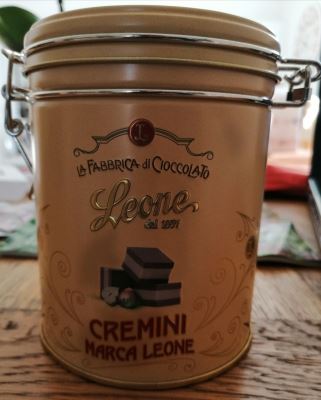 LA FABBRICA di CIOCCOLATO
Leone
dal 1857
CREMINI
MARCA LEONE